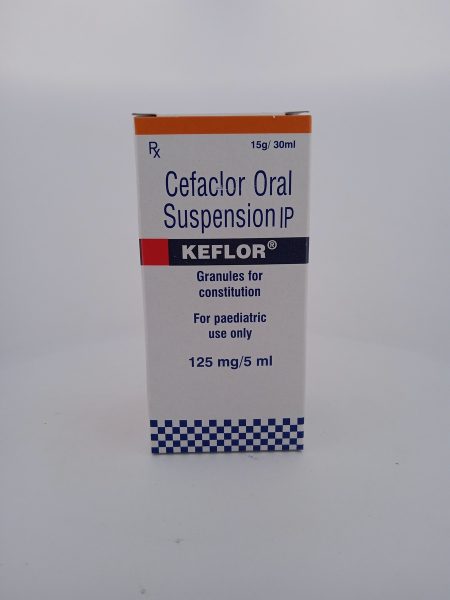 Rx 15g/ 30ml
Cefaclor Oral
Suspension IP
KEFLOR®
Granules for
constitution
For paediatric
use only
125 mg/5 ml